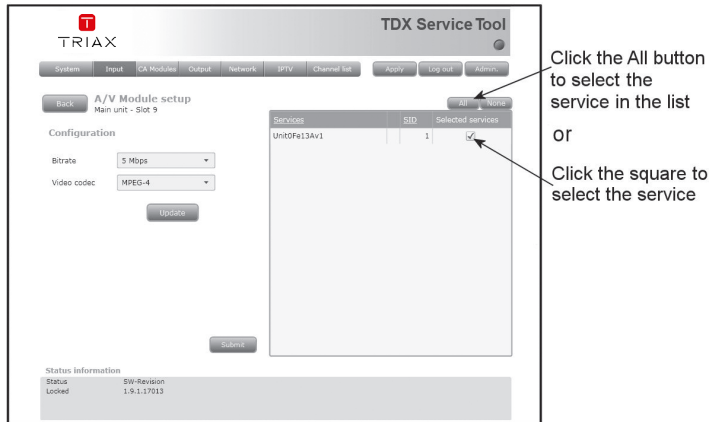 TRIAX
TDX Service Tool
System Input CA Modules Output Network IPTV Channel list Apply Log out Admin.
Back
A/V Module setup
Main unit - Slot 9
All None
Configuration
Services SID Selected services
Unit0Fe13Av1 1
Bitrate 5 Mbps
Video codec MPEG-4
Update
Submit
Status information
Status SW-Revision
Locked 1.9.1.17013
Click the All button
to select the
service in the list
or
Click the square to
select the service